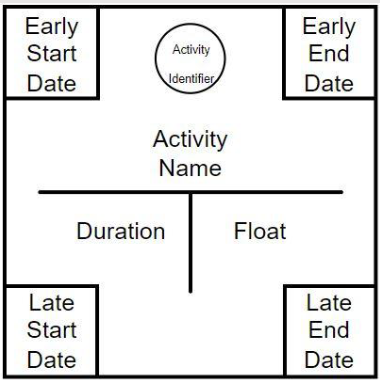 Early
Start
Date
Activity
Identifier
Early
End
Date
Activity
Name
Duration
Float
Late
Start
Date
Late
End
Date